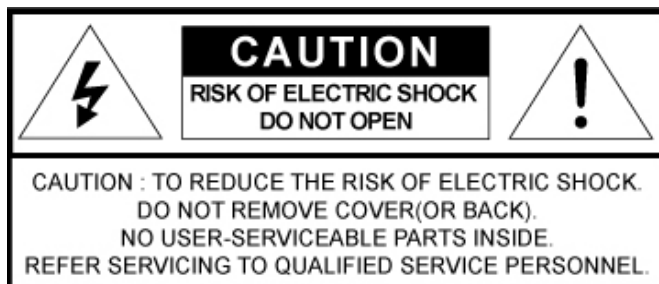 CAUTION
RISK OF ELECTRIC SHOCK
DO NOT OPEN
!
CAUTION : TO REDUCE THE RISK OF ELECTRIC SHOCK.
DO NOT REMOVE COVER(OR BACK).
NO USER-SERVICEABLE PARTS INSIDE.
REFER SERVICING TO QUALIFIED SERVICE PERSONNEL.